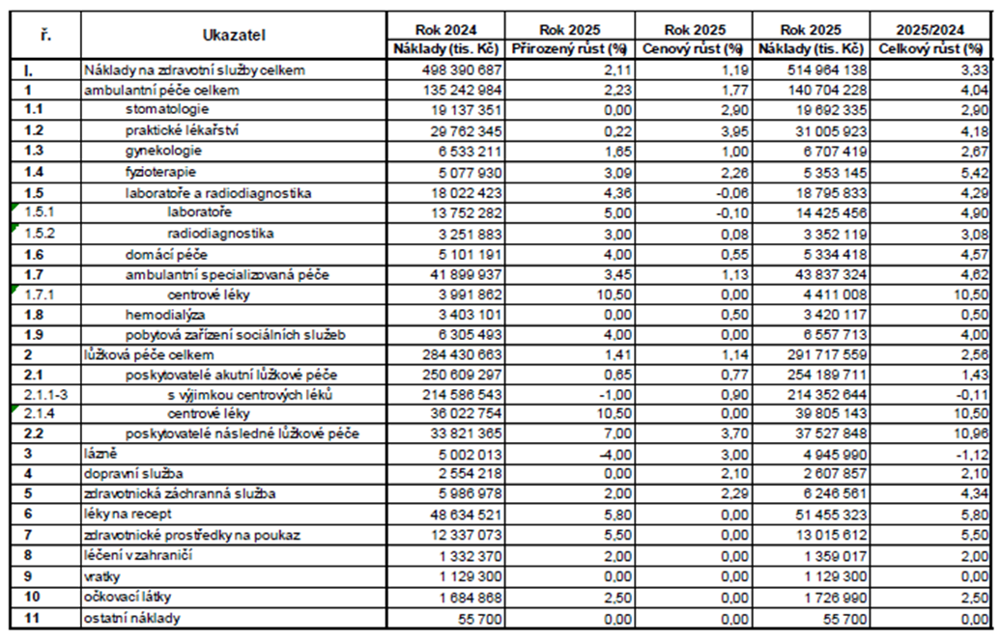 ř. Ukazatel Rok 2024 Rok 2025 Rok 2025 Rok 2025 2025/2024
Náklady (tis. Kč) Přirozený růst (%) Cenový růst (%) Náklady (tis. Kč) Celkový růst (%)
I. Náklady na zdravotní služby celkem 498 390 687 2,11 1,19 514 964 138 3,33
1 ambulantní péče celkem 135 242 984 2,23 1,77 140 704 228 4,04
1.1 stomatologie 19 137 351 0,00 2,90 19 692 335 2,90
1.2 praktické lékařství 29 762 345 0,22 3,95 31 005 923 4,18
1.3 gynekologie 6 533 211 1,65 1,00 6 707 419 2,67
1.4 fyzioterapie 5 077 930 3,09 2,26 5 353 145 5,42
1.5 laboratoře a radiodiagnostika 18 022 423 4,36 -0,06 18 795 833 4,29
1.5.1 laboratoře 13 752 282 5,00 -0,10 14 425 456 4,90
1.5.2 radiodiagnostika 3 251 883 3,00 0,08 3 352 119 3,08
1.6 domácí péče 5 101 191 4,00 0,55 5 334 418 4,57
1.7 ambulantní specializovaná péče 41 899 937 3,45 1,13 43 837 324 4,62
1.7.1 centrové léky 3 991 862 10,50 0,00 4 411 008 10,50
1.8 hemodialýza 3 403 101 0,00 0,50 3 420 117 0,50
1.9 pobytová zařízení sociálních služeb 6 305 493 4,00 0,00 6 557 713 4,00
2 lůžková péče celkem 284 430 663 1,41 1,14 291 717 559 2,56
2.1 poskytovatelé akutní lůžkové péče 250 609 297 0,65 0,77 254 189 711 1,43
2.1.1-3 s výjimkou centrových léků 214 586 543 -1,00 0,90 214 352 644 -0,11
2.1.4 centrové léky 36 022 754 10,50 0,00 39 805 143 10,50
2.2 poskytovatelé následné lůžkové péče 33 821 365 7,00 3,70 37 527 848 10,96
3 lázně 5 002 013 -4,00 3,00 4 945 990 -1,12
4 dopravní služba 2 554 218 0,00 2,10 2 607 857 2,10
5 zdravotnická záchranná služba 5 986 978 2,00 2,29 6 246 561 4,34
6 léky na recept 48 634 521 5,80 0,00 51 455 323 5,80
7 zdravotnické prostředky na poukaz 12 337 073 5,50 0,00 13 015 612 5,50
8 léčení v zahraničí 1 332 370 2,00 0,00 1 359 017 2,00
9 vratky 1 129 300 0,00 0,00 1 129 300 0,00
10 očkovací látky 1 684 868 2,50 0,00 1 726 990 2,50
11 ostatní náklady 55 700 0,00 0,00 55 700 0,00